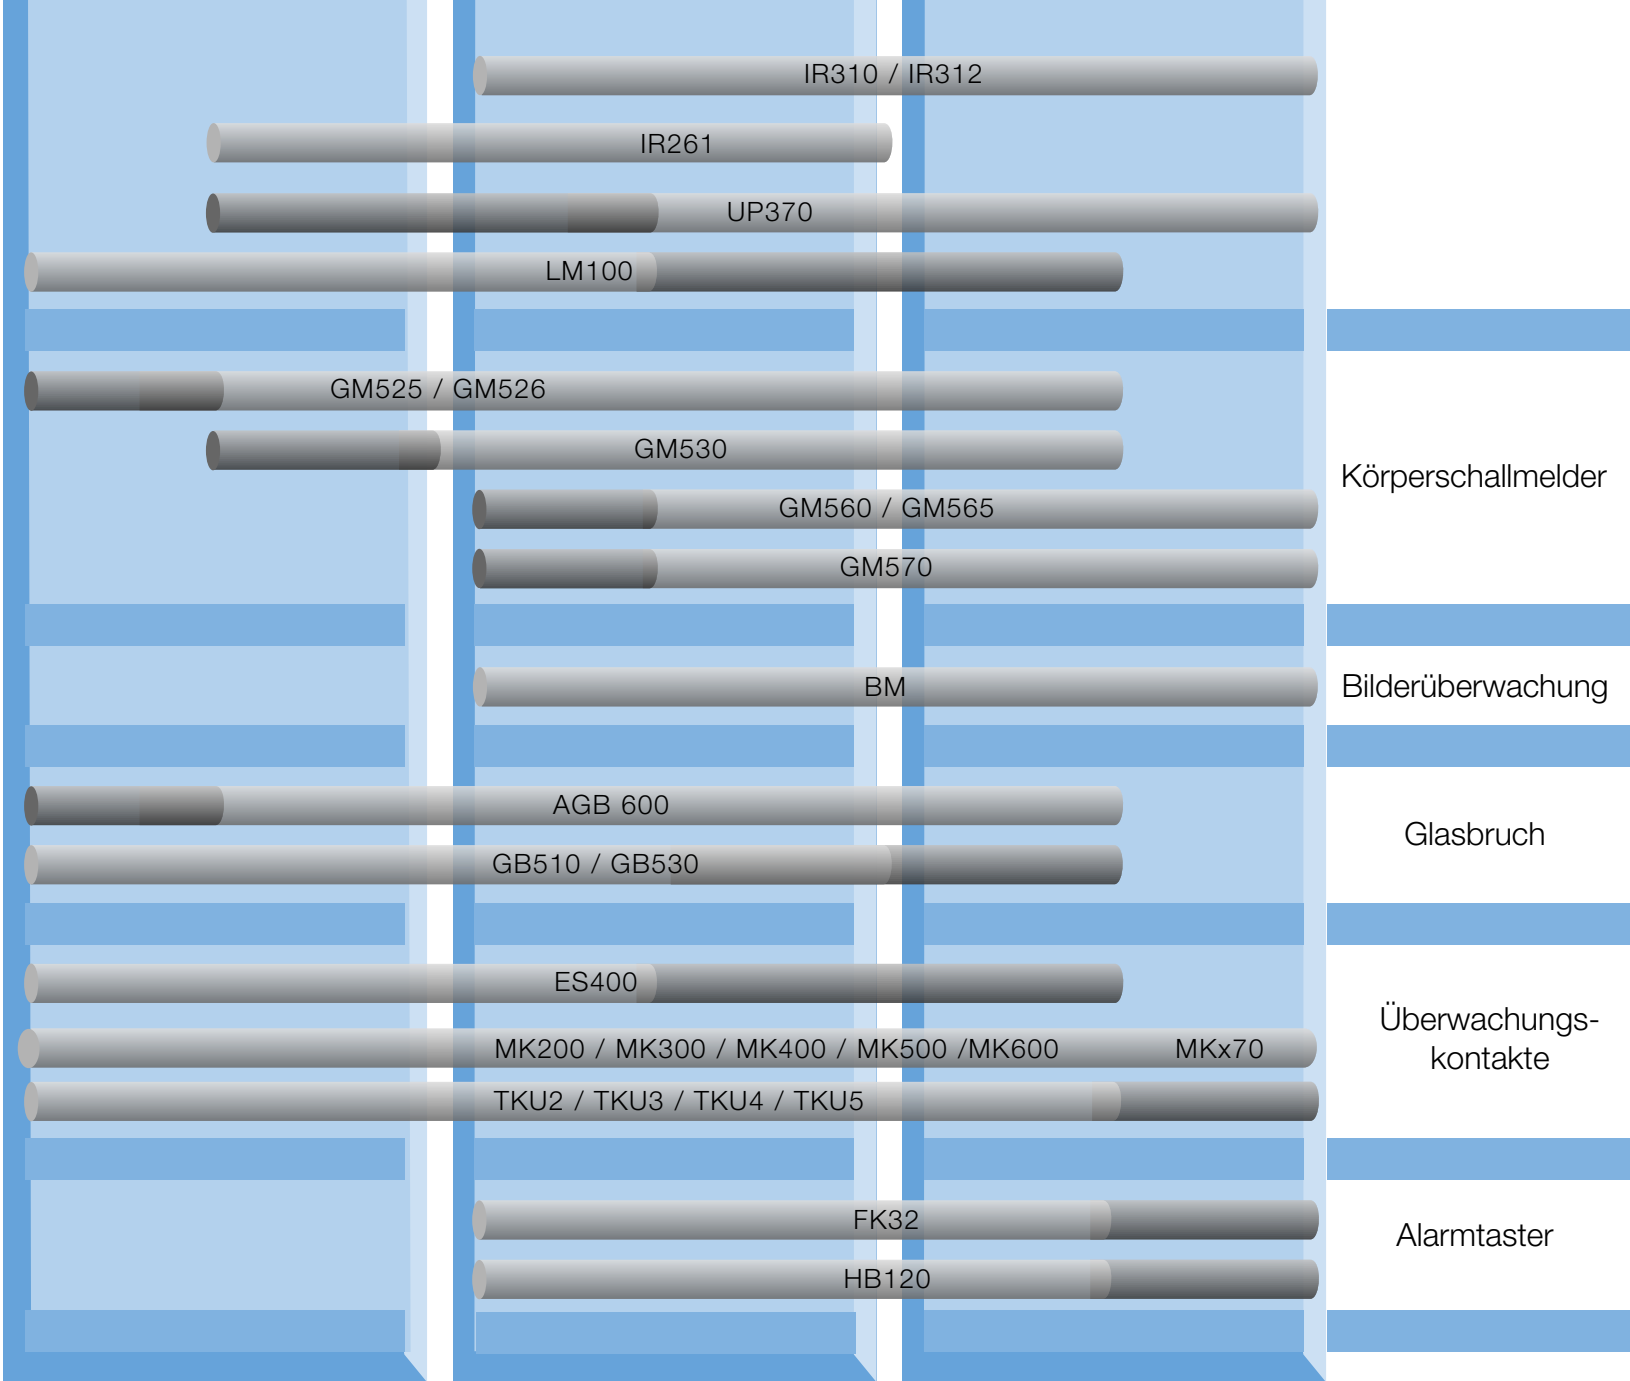 IR310 / IR312
IR261
UP370
LM100
GM525 / GM526
GM530
Körperschallmelder
GM560 / GM565
GM570
BM
Bilderüberwachung
AGB 600
Glasbruch
GB510 / GB530
ES400
Überwachungs-
kontakte
MK200 / MK300 / MK400 / MK500 /MK600 MKx70
TKU2 / TKU3 / TKU4 / TKU5
FK32
Alarmtaster
HB120